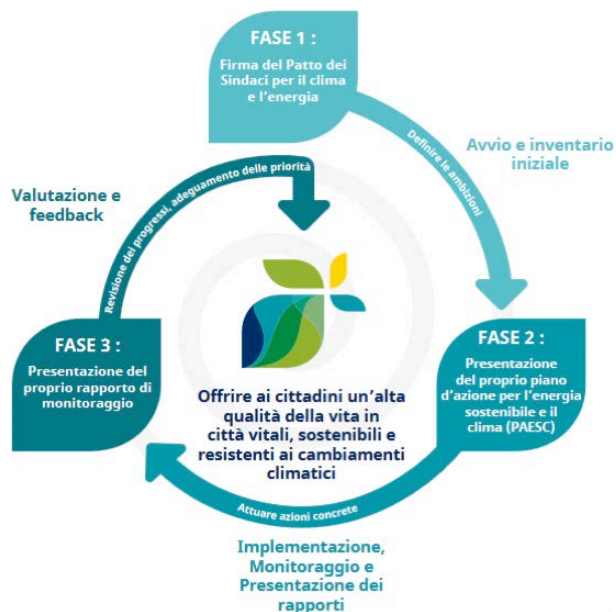 FASE 1 :
Firma del Patto dei
Sindaci per il clima
e l'energia
Definire le ambizioni
Avvio e inventario
iniziale
FASE 2 :
Presentazione
del proprio piano
d'azione per l'energia
sostenibile e il
clima (PAESC)
Attuare azioni concrete
Implementazione,
Monitoraggio e
Presentazione dei
rapporti
FASE 3 :
Presentazione del
proprio rapporto di
monitoraggio
Revisione dei progressi, adeguamento delle priorità
Valutazione e
feedback
Offrire ai cittadini un'alta
qualità della vita in
città vitali, sostenibili e
resistenti ai cambiamenti
climatici